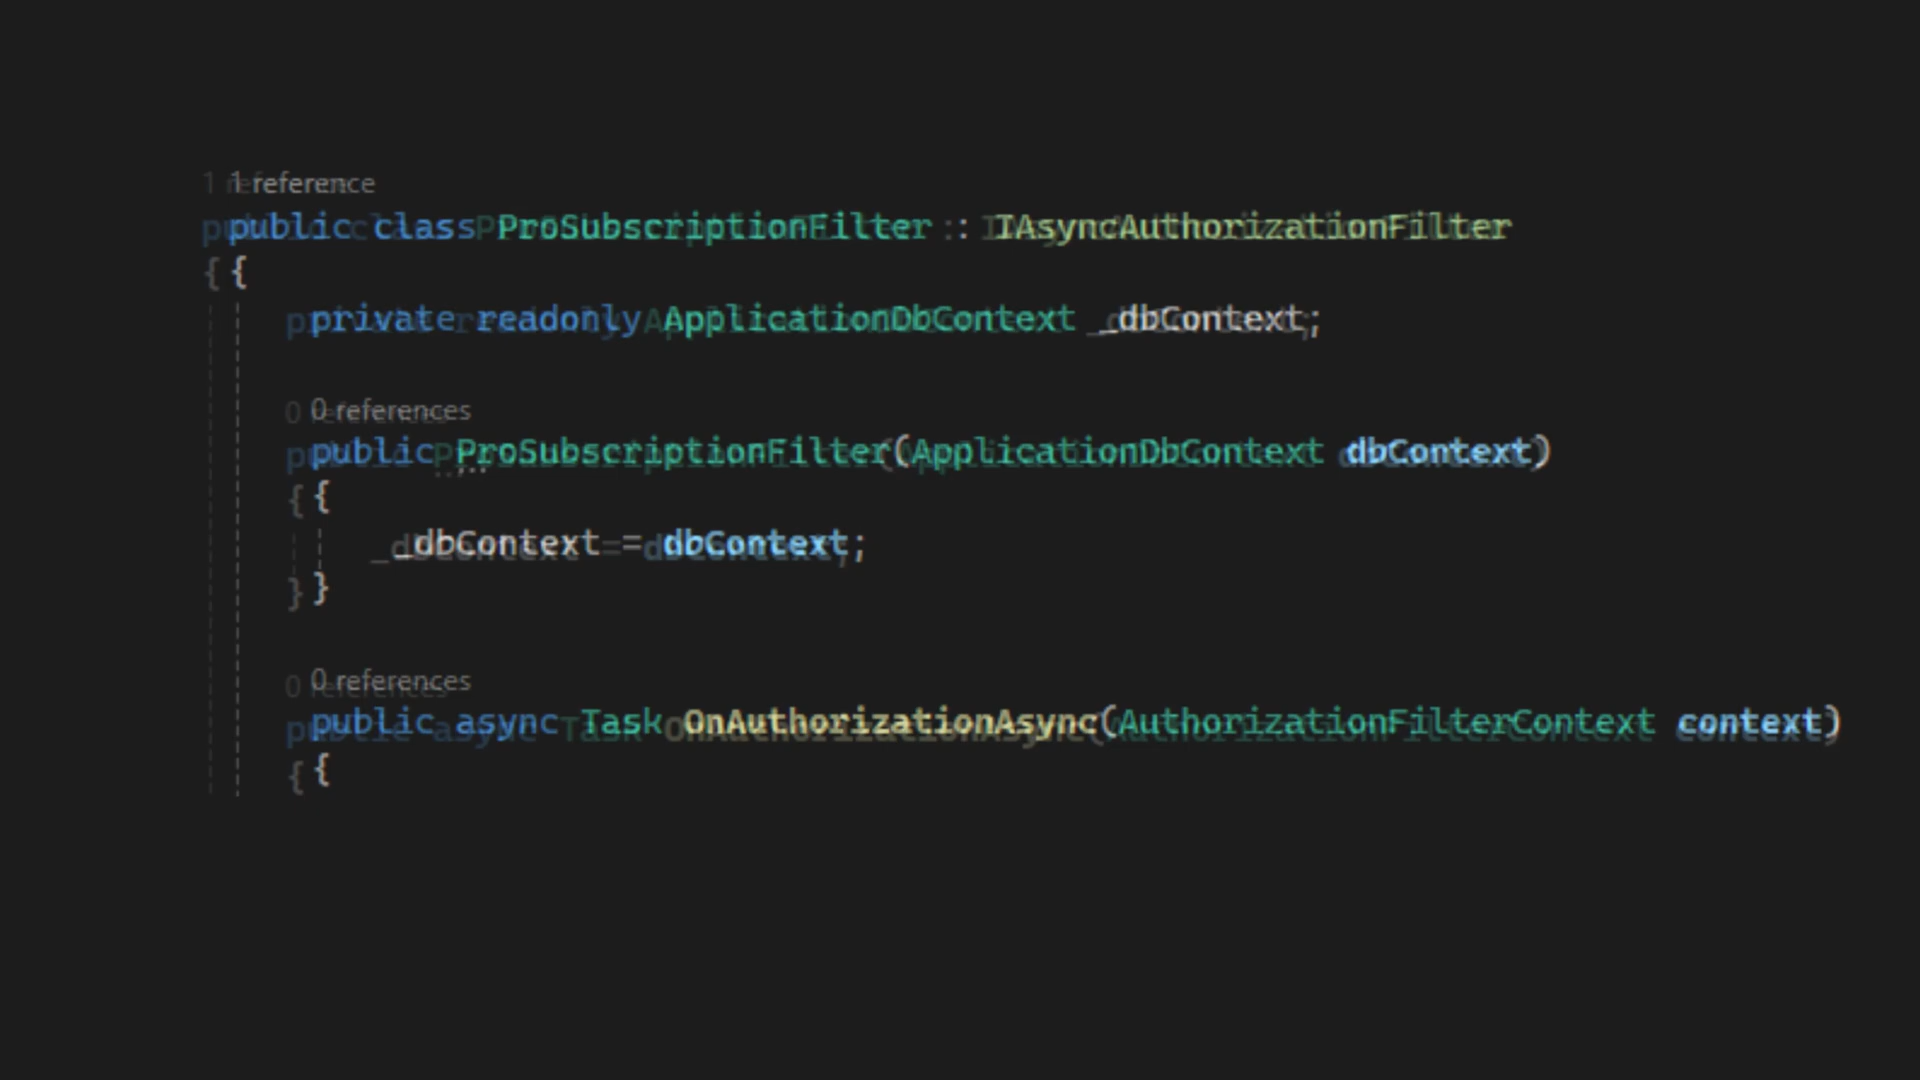 1 reference
public class ProSubscriptionFilter : IAsyncAuthorizationFilter
{
private readonly ApplicationDbContext _dbContext;
0 references
public ProSubscriptionFilter(ApplicationDbContext dbContext)
{
_dbContext = dbContext;
}
0 references
public async Task OnAuthorizationAsync(AuthorizationFilterContext context)
{